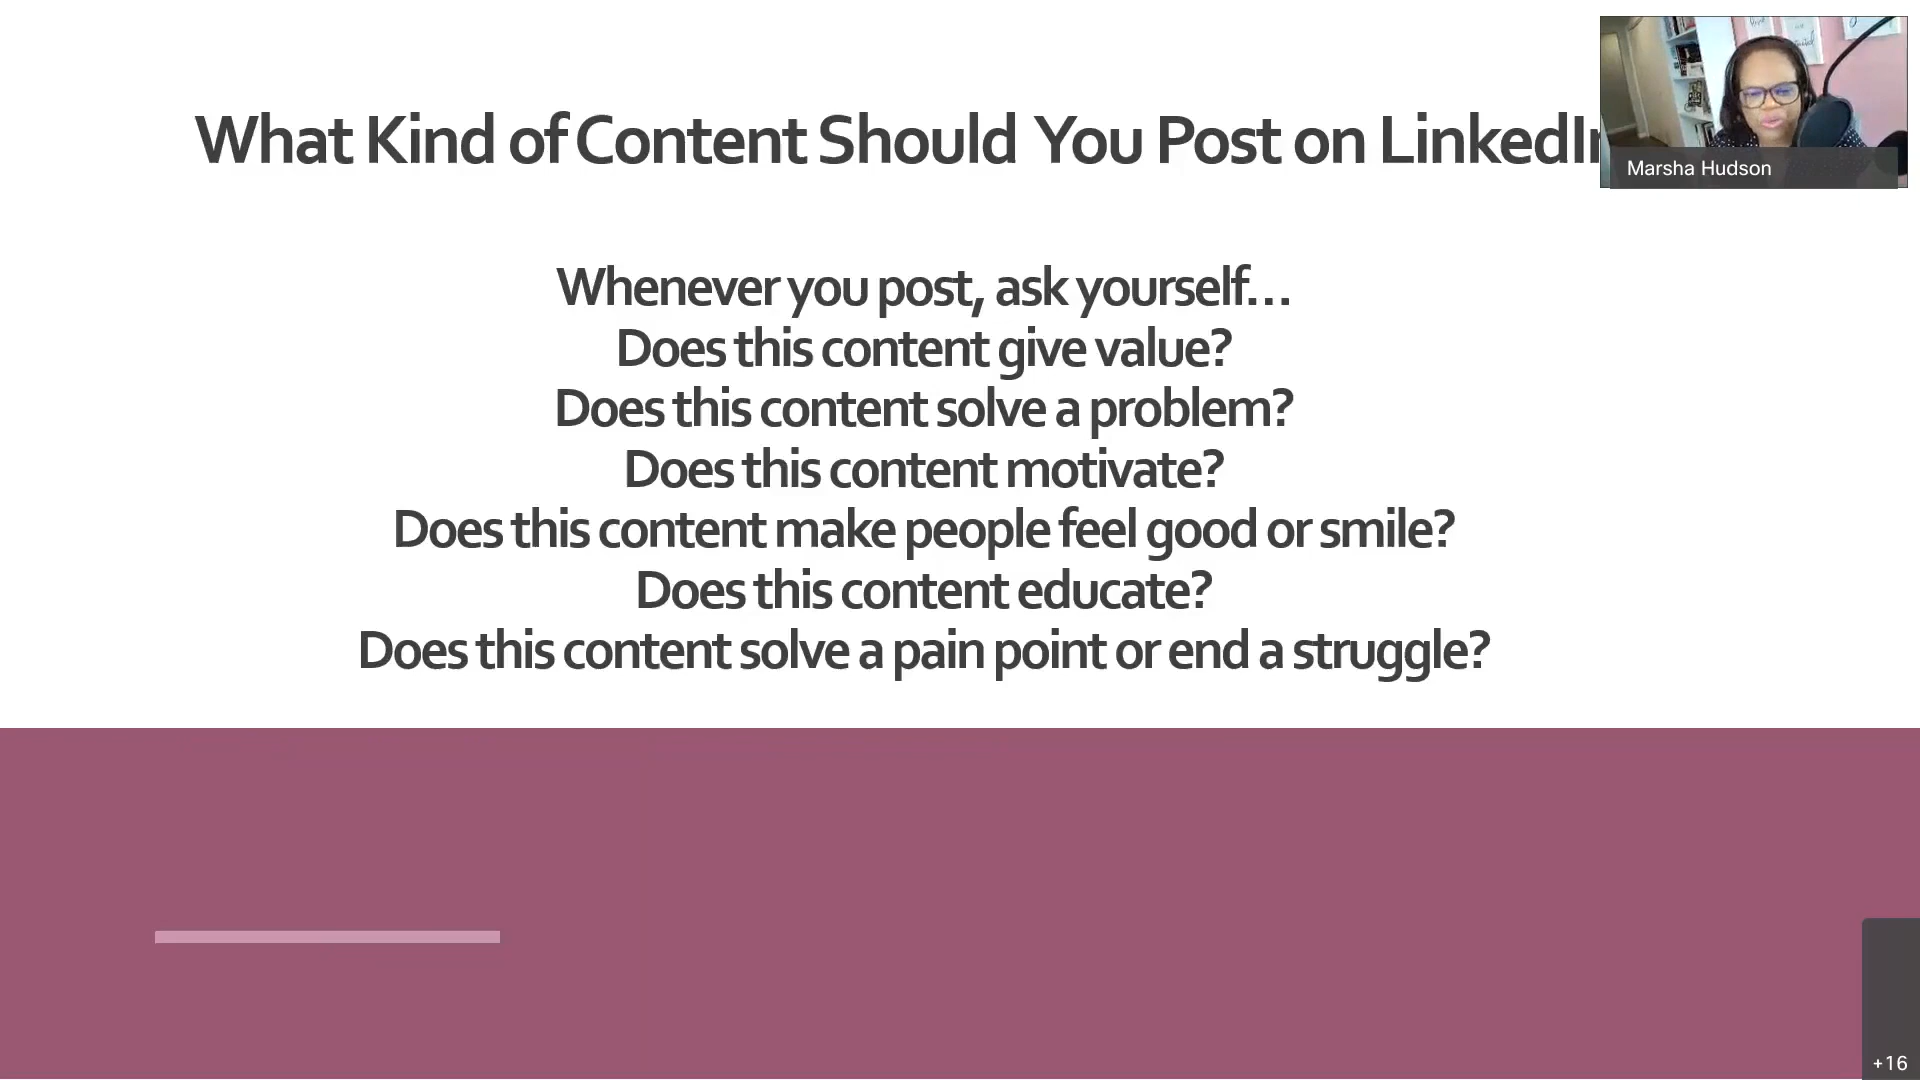 What Kind of Content Should You Post on LinkedIn
Marsha Hudson
Whenever you post, ask yourself...
Does this content give value?
Does this content solve a problem?
Does this content motivate?
Does this content make people feel good or smile?
Does this content educate?
Does this content solve a pain point or end a struggle?
+16